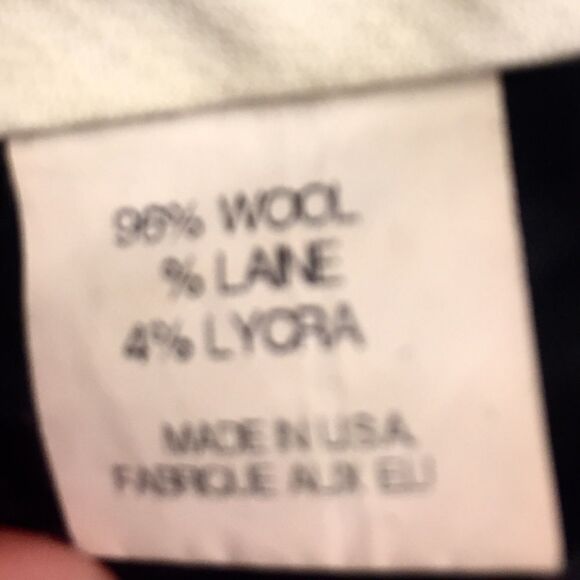 96% WOOL
% LAINE
4% LYCRA
MADE IN U.S.A.
FABRIQUE AUX EU